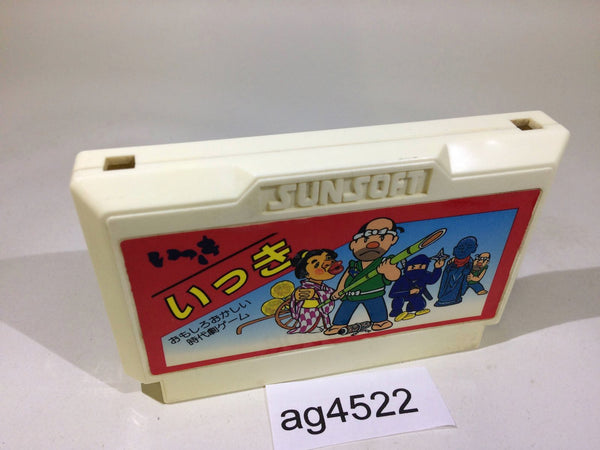 SUNSOFT
いっき
いっき
おもしろおかしい
時代劇ゲーム
ag4522